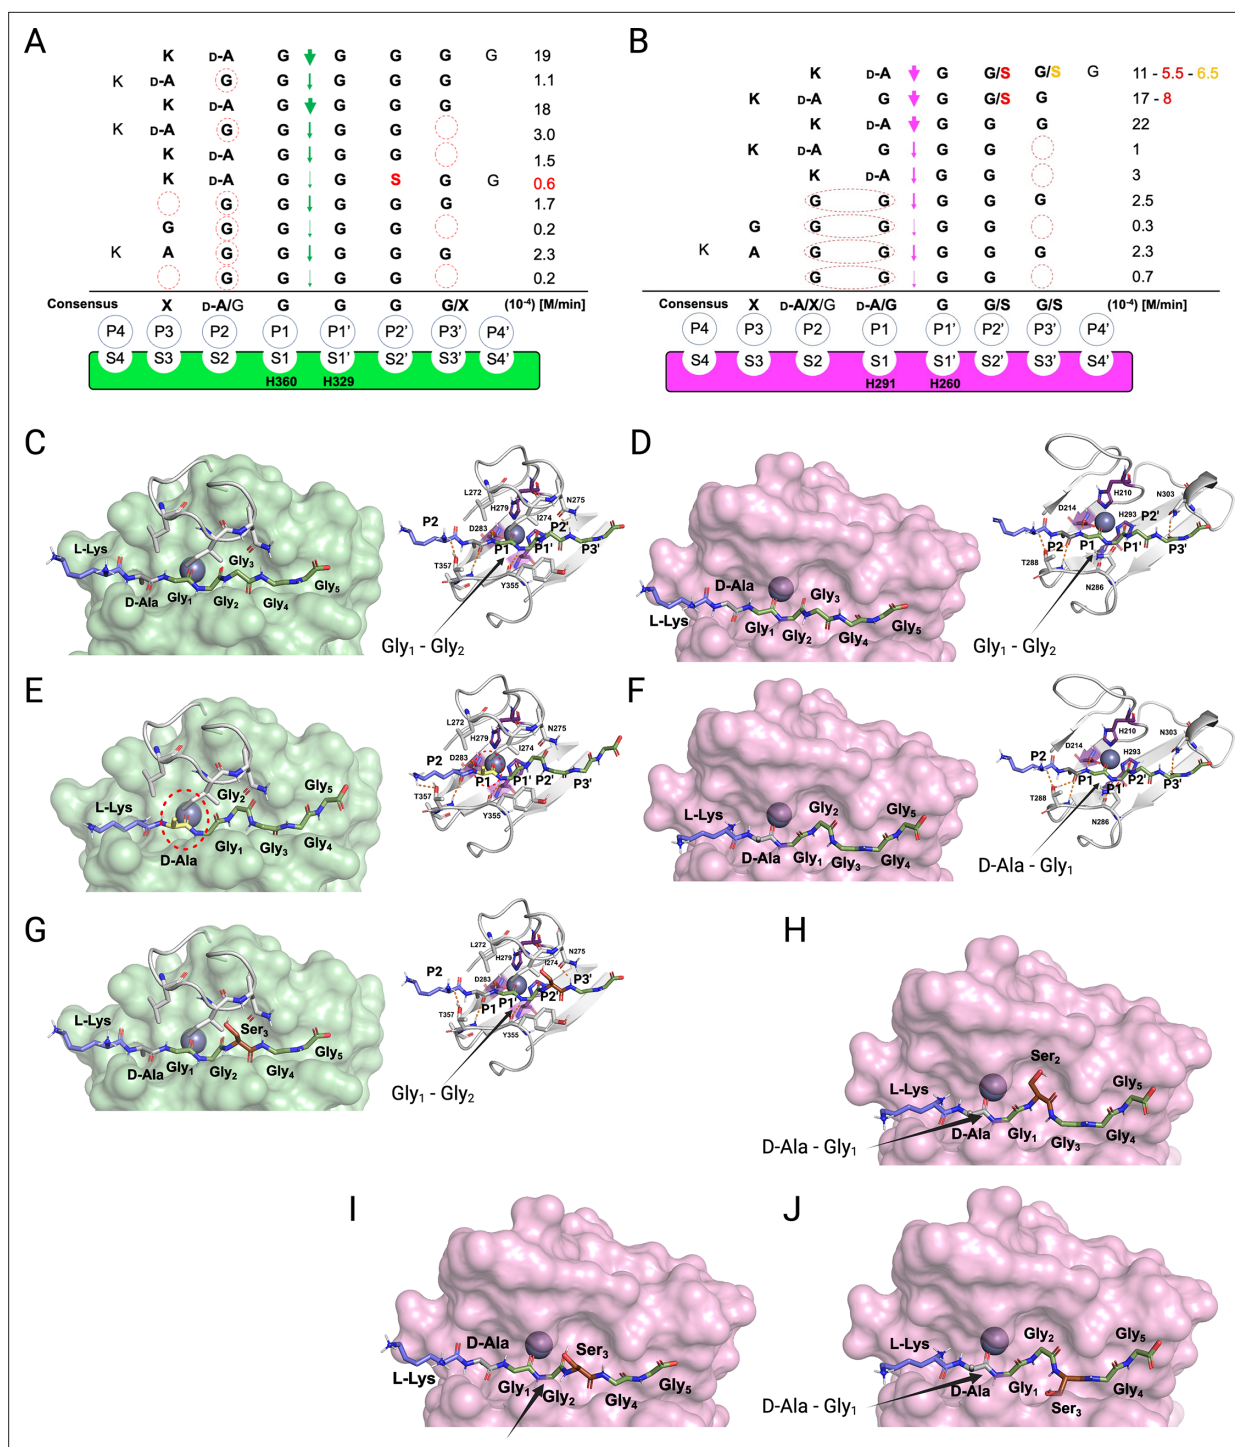 A
K D-A G G G G G 19
K D-A G G G G G 1.1
K D-A G G G G 18
K D-A G G G G 3.0
K D-A G G G 1.5
K D-A G G S G G 0.6
G G G G G 1.7
G G G G G 0.2
K A G G G G G 2.3
G G G G 0.2
Consensus X D-A/G G G G G/X (10⁻⁴) [M/min]
P4 P3 P2 P1 P1' P2' P3' P4'
S4 S3 S2 S1 S1' S2' S3' S4'
H360 H329
B
K D-A G G/S G/S G 11 - 5.5 - 6.5
K D-A G G G/S G 17 - 8
K D-A G G G 22
K D-A G G G 1
K D-A G G 3
G G G G G 2.5
G G G G G 0.3
K A G G G G G 2.3
G G G G 0.7
Consensus X D-A/X/G D-A/G G G/S G/S (10⁻⁴) [M/min]
P4 P3 P2 P1 P1' P2' P3' P4'
S4 S3 S2 S1 S1' S2' S3' S4'
H291 H260
C
L-Lys
D-Ala Gly₁ Gly₂ Gly₃ Gly₄ Gly₅
L272 H279 I274 N275
P2 D283 P1 P1' P2' P3'
T357 Y355
Gly₁ - Gly₂
D
D-Ala Gly₃
L-Lys Gly₁ Gly₂ Gly₄ Gly₅
H210 N303
D214 H293 P2'
P2 P1 P1' P3'
T288 N286
Gly₁ - Gly₂
E
L-Lys Gly₂ Gly₅
D-Ala Gly₁ Gly₃ Gly₄
L272 H279 I274 N275
P2 D283 P1 P1' P2' P3'
T357 Y355
F
L-Lys Gly₂ Gly₅
D-Ala Gly₁ Gly₃ Gly₄
H210 N303
D214 H293
P2 P1 P1' P2' P3'
T288 N286
D-Ala - Gly₁
G
L-Lys Ser₃
D-Ala Gly₁ Gly₂ Gly₄ Gly₅
L272 H279 I274 N275
P2 D283 P1 P1' P2' P3'
T357 Y355
Gly₁ - Gly₂
H
Ser₂
L-Lys Gly₅
D-Ala Gly₁ Gly₃ Gly₄
D-Ala - Gly₁
I
D-Ala Ser₃
L-Lys Gly₁ Gly₂ Gly₄ Gly₅
J
L-Lys Gly₂ Gly₅
D-Ala Gly₁ Gly₄
Ser₃
D-Ala - Gly₁